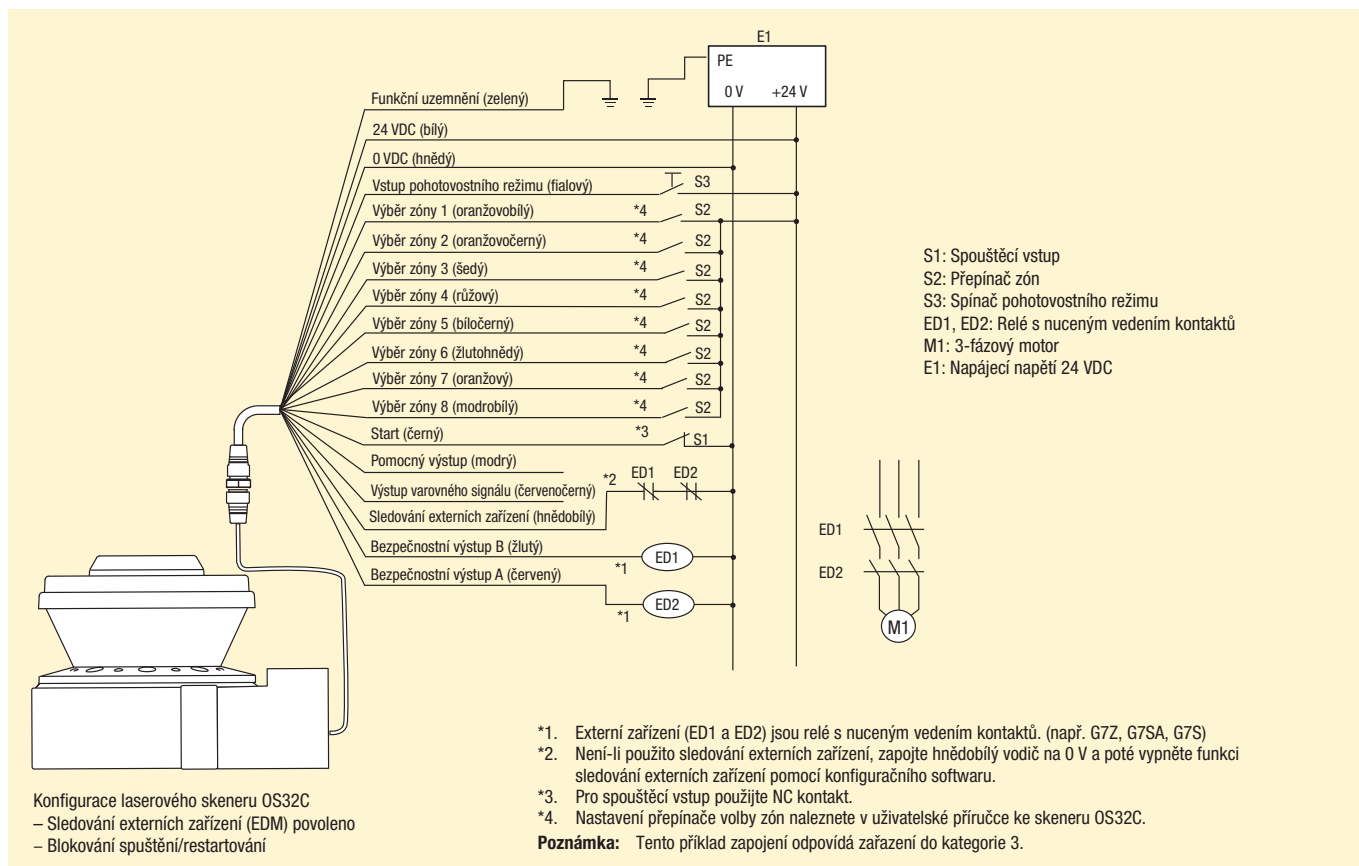 E1
PE
0 V +24 V
Funkční uzemnění (zelený)
24 VDC (bílý)
0 VDC (hnědý)
Vstup pohotovostního režimu (fialový) S3
Výběr zóny 1 (oranžovobílý) *4 S2
Výběr zóny 2 (oranžovočerný) *4 S2
Výběr zóny 3 (šedý) *4 S2
Výběr zóny 4 (růžový) *4 S2
Výběr zóny 5 (bíločerný) *4 S2
Výběr zóny 6 (žlutohnědý) *4 S2
Výběr zóny 7 (oranžový) *4 S2
Výběr zóny 8 (modrobílý) *4 S2
Start (černý) *3 S1
Pomocný výstup (modrý)
Výstup varovného signálu (červenočerný) *2 ED1 ED2
Sledování externích zařízení (hnědobílý)
Bezpečnostní výstup B (žlutý) *1 ED1
Bezpečnostní výstup A (červený) *1 ED2
S1: Spouštěcí vstup
S2: Přepínač zón
S3: Spínač pohotovostního režimu
ED1, ED2: Relé s nuceným vedením kontaktů
M1: 3-fázový motor
E1: Napájecí napětí 24 VDC
ED1
ED2
M1
Konfigurace laserového skeneru OS32C
– Sledování externích zařízení (EDM) povoleno
– Blokování spuštění/restartování
*1. Externí zařízení (ED1 a ED2) jsou relé s nuceným vedením kontaktů. (např. G7Z, G7SA, G7S)
*2. Není-li použito sledování externích zařízení, zapojte hnědobílý vodič na 0 V a poté vypněte funkci
sledování externích zařízení pomocí konfiguračního softwaru.
*3. Pro spouštěcí vstup použijte NC kontakt.
*4. Nastavení přepínače volby zón naleznete v uživatelské příručce ke skeneru OS32C.
Poznámka: Tento příklad zapojení odpovídá zařazení do kategorie 3.